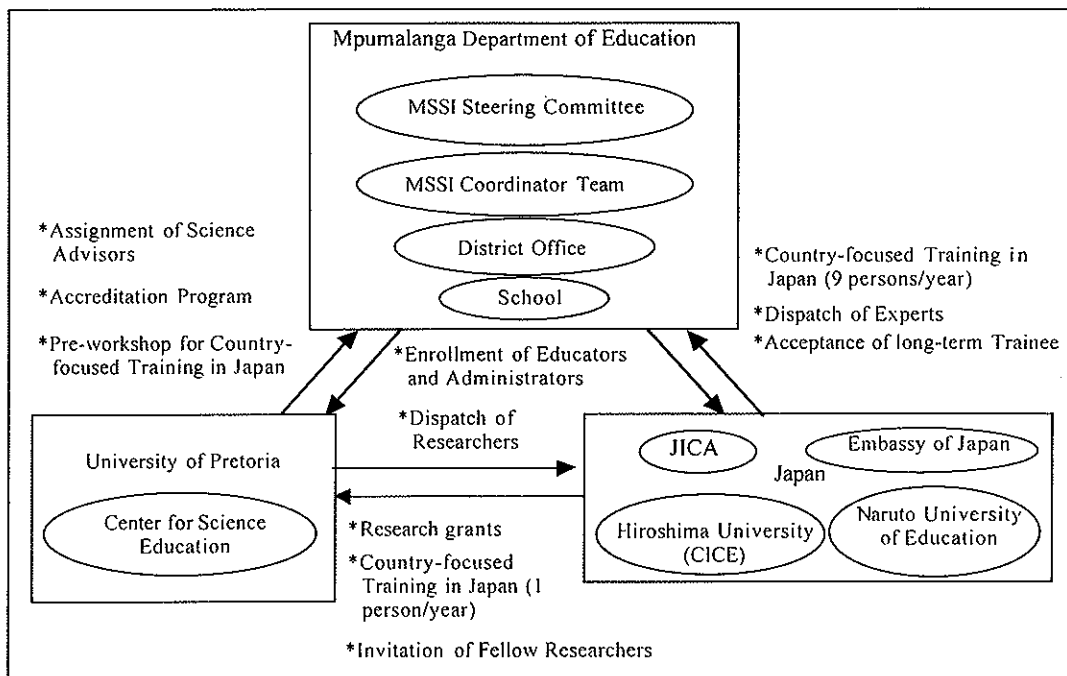 Mpumalanga Department of Education
MSSI Steering Committee
MSSI Coordinator Team
District Office
School
*Assignment of Science
Advisors
*Accreditation Program
*Pre-workshop for Country-
focused Training in Japan
*Country-focused Training in
Japan (9 persons/year)
*Dispatch of Experts
*Acceptance of long-term Trainee
*Enrollment of Educators
and Administrators
*Dispatch of
Researchers
University of Pretoria
Center for Science
Education
JICA
Embassy of Japan
Japan
Hiroshima University
(CICE)
Naruto University
of Education
*Research grants
*Country-focused
Training in Japan (1
person/year)
*Invitation of Fellow Researchers